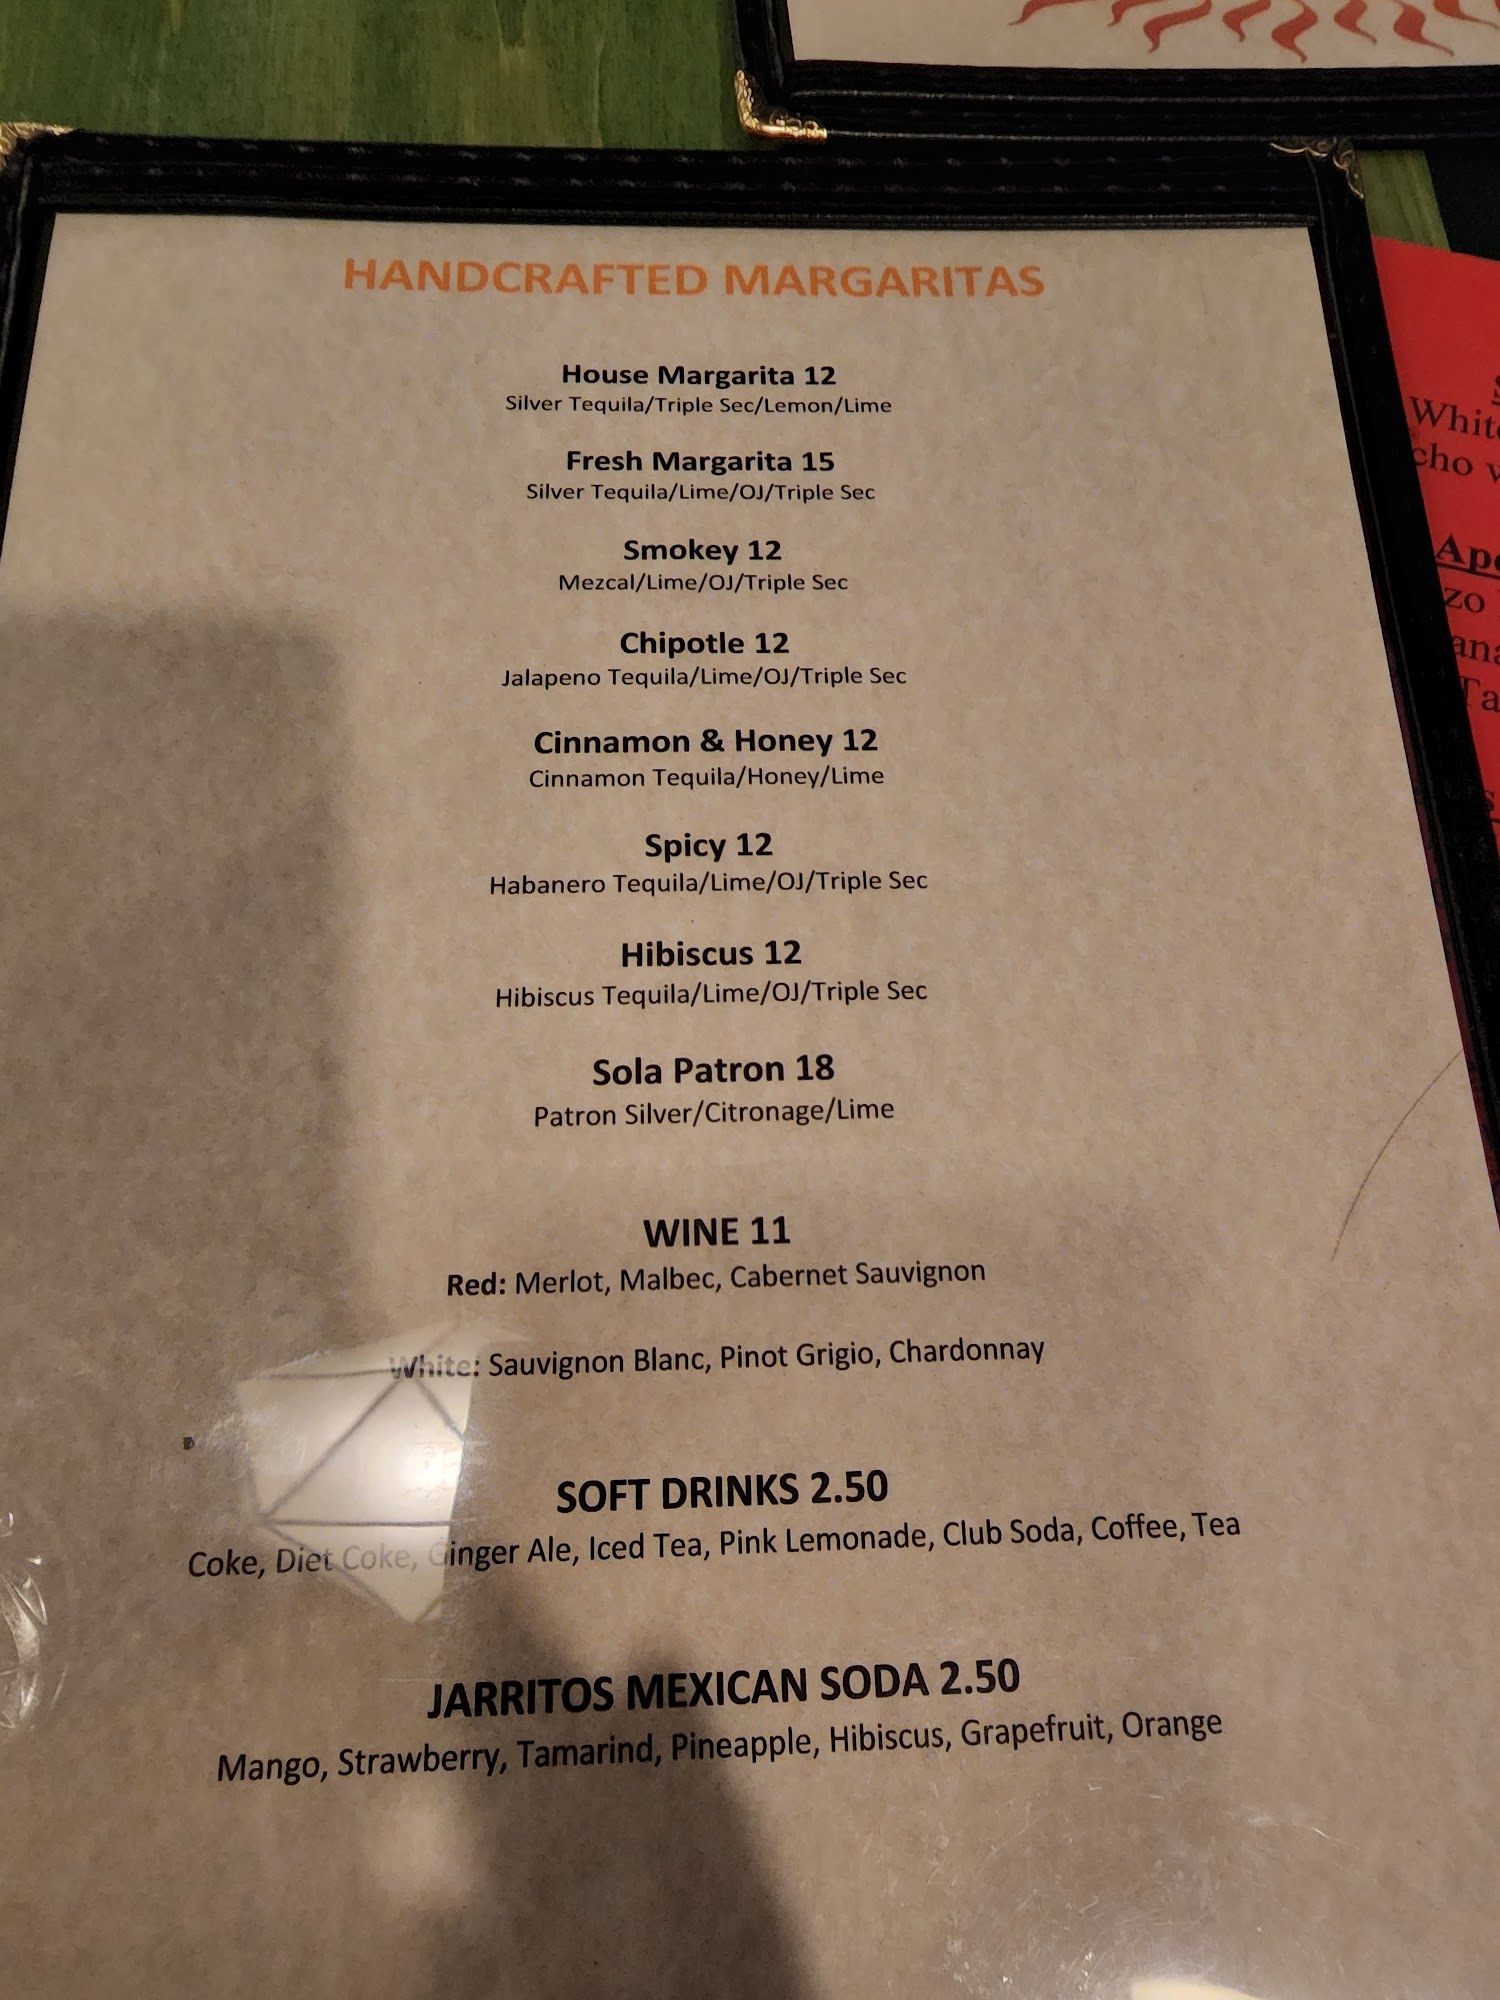 HANDCRAFTED MARGARITAS
House Margarita 12
Silver Tequila/Triple Sec/Lemon/Lime
Fresh Margarita 15
Silver Tequila/Lime/OJ/Triple Sec
Smokey 12
Mezcal/Lime/OJ/Triple Sec
Chipotle 12
Jalapeno Tequila/Lime/OJ/Triple Sec
Cinnamon & Honey 12
Cinnamon Tequila/Honey/Lime
Spicy 12
Habanero Tequila/Lime/OJ/Triple Sec
Hibiscus 12
Hibiscus Tequila/Lime/OJ/Triple Sec
Sola Patron 18
Patron Silver/Citronage/Lime
WINE 11
Red: Merlot, Malbec, Cabernet Sauvignon
White: Sauvignon Blanc, Pinot Grigio, Chardonnay
SOFT DRINKS 2.50
Coke, Diet Coke, Ginger Ale, Iced Tea, Pink Lemonade, Club Soda, Coffee, Tea
JARRITOS MEXICAN SODA 2.50
Mango, Strawberry, Tamarind, Pineapple, Hibiscus, Grapefruit, Orange